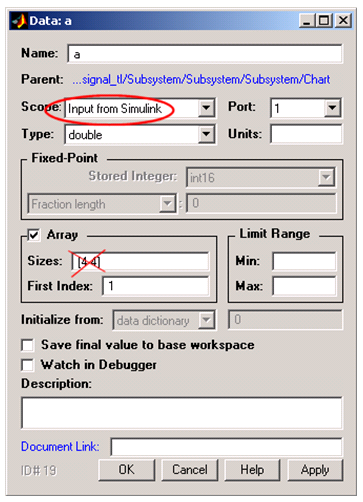 Data: a
Name: a
Parent: ...signal_tl/Subsystem/Subsystem/Subsystem/Chart
Scope: Input from Simulink Port: 1
Type: double Units:
Fixed-Point
Stored Integer: int16
Fraction length : 0
Array Limit Range
Sizes: [4 4] Min:
First Index: 1 Max:
Initialize from: data dictionary 0
Save final value to base workspace
Watch in Debugger
Description:
Document Link:
ID# 19 OK Cancel Help Apply